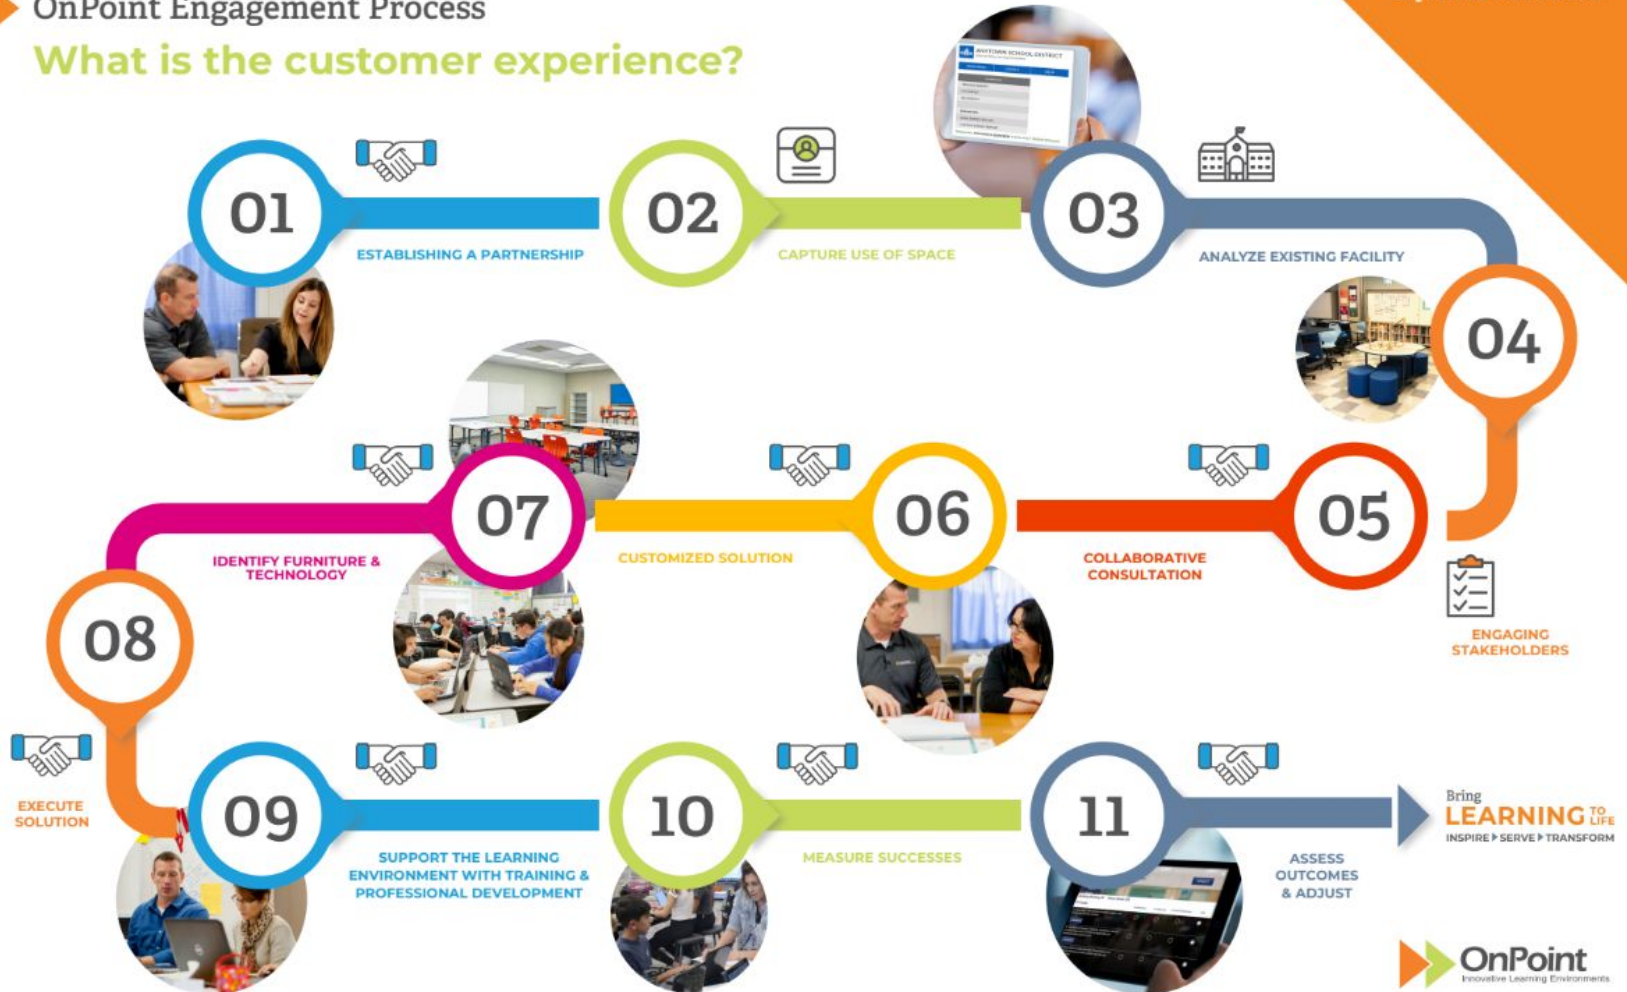 OnPoint Engagement Process
What is the customer experience?
ANYTOWN SCHOOL DISTRICT
01
ESTABLISHING A PARTNERSHIP
02
CAPTURE USE OF SPACE
03
ANALYZE EXISTING FACILITY
04
ENGAGING
STAKEHOLDERS
05
COLLABORATIVE
CONSULTATION
06
CUSTOMIZED SOLUTION
07
IDENTIFY FURNITURE &
TECHNOLOGY
08
EXECUTE
SOLUTION
09
SUPPORT THE LEARNING
ENVIRONMENT WITH TRAINING &
PROFESSIONAL DEVELOPMENT
10
MEASURE SUCCESSES
11
ASSESS
OUTCOMES
& ADJUST
Bring
LEARNING TO LIFE
INSPIRE SERVE TRANSFORM
OnPoint
Innovative Learning Environments